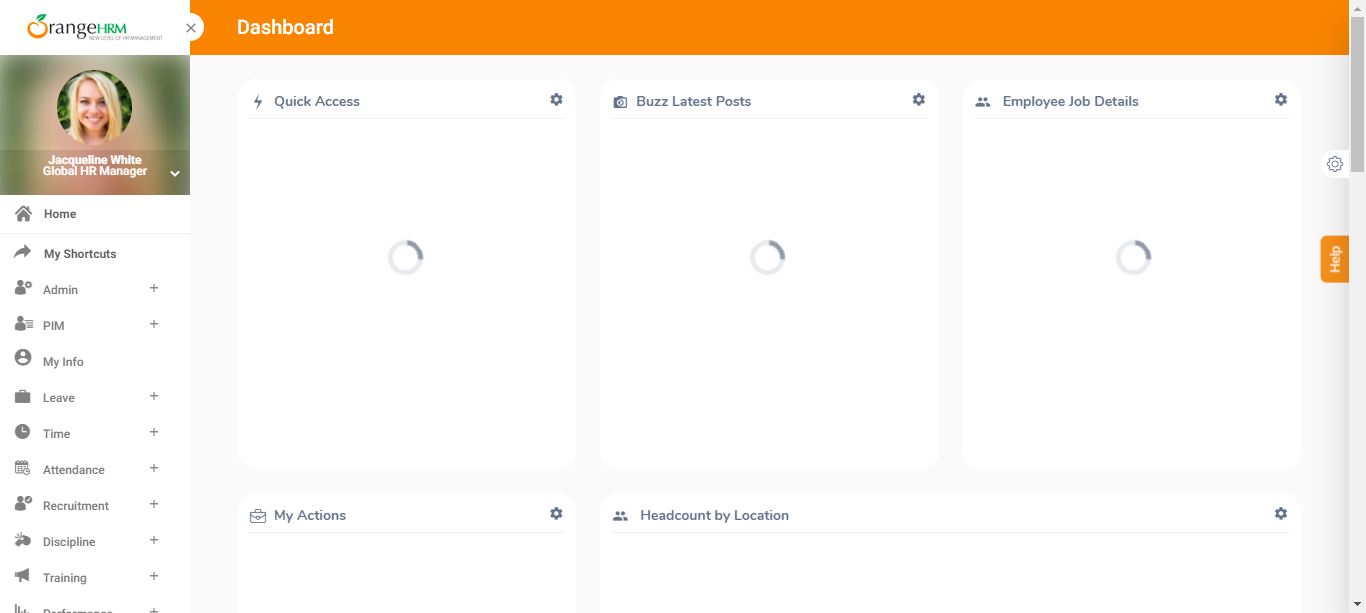 OrangeHRM
NEW LEVEL OF HR MANAGEMENT
Dashboard
Jacqueline White
Global HR Manager
Home
My Shortcuts
Admin
PIM
My Info
Leave
Time
Attendance
Recruitment
Discipline
Training
Performance
Quick Access
Buzz Latest Posts
Employee Job Details
My Actions
Headcount by Location
Help